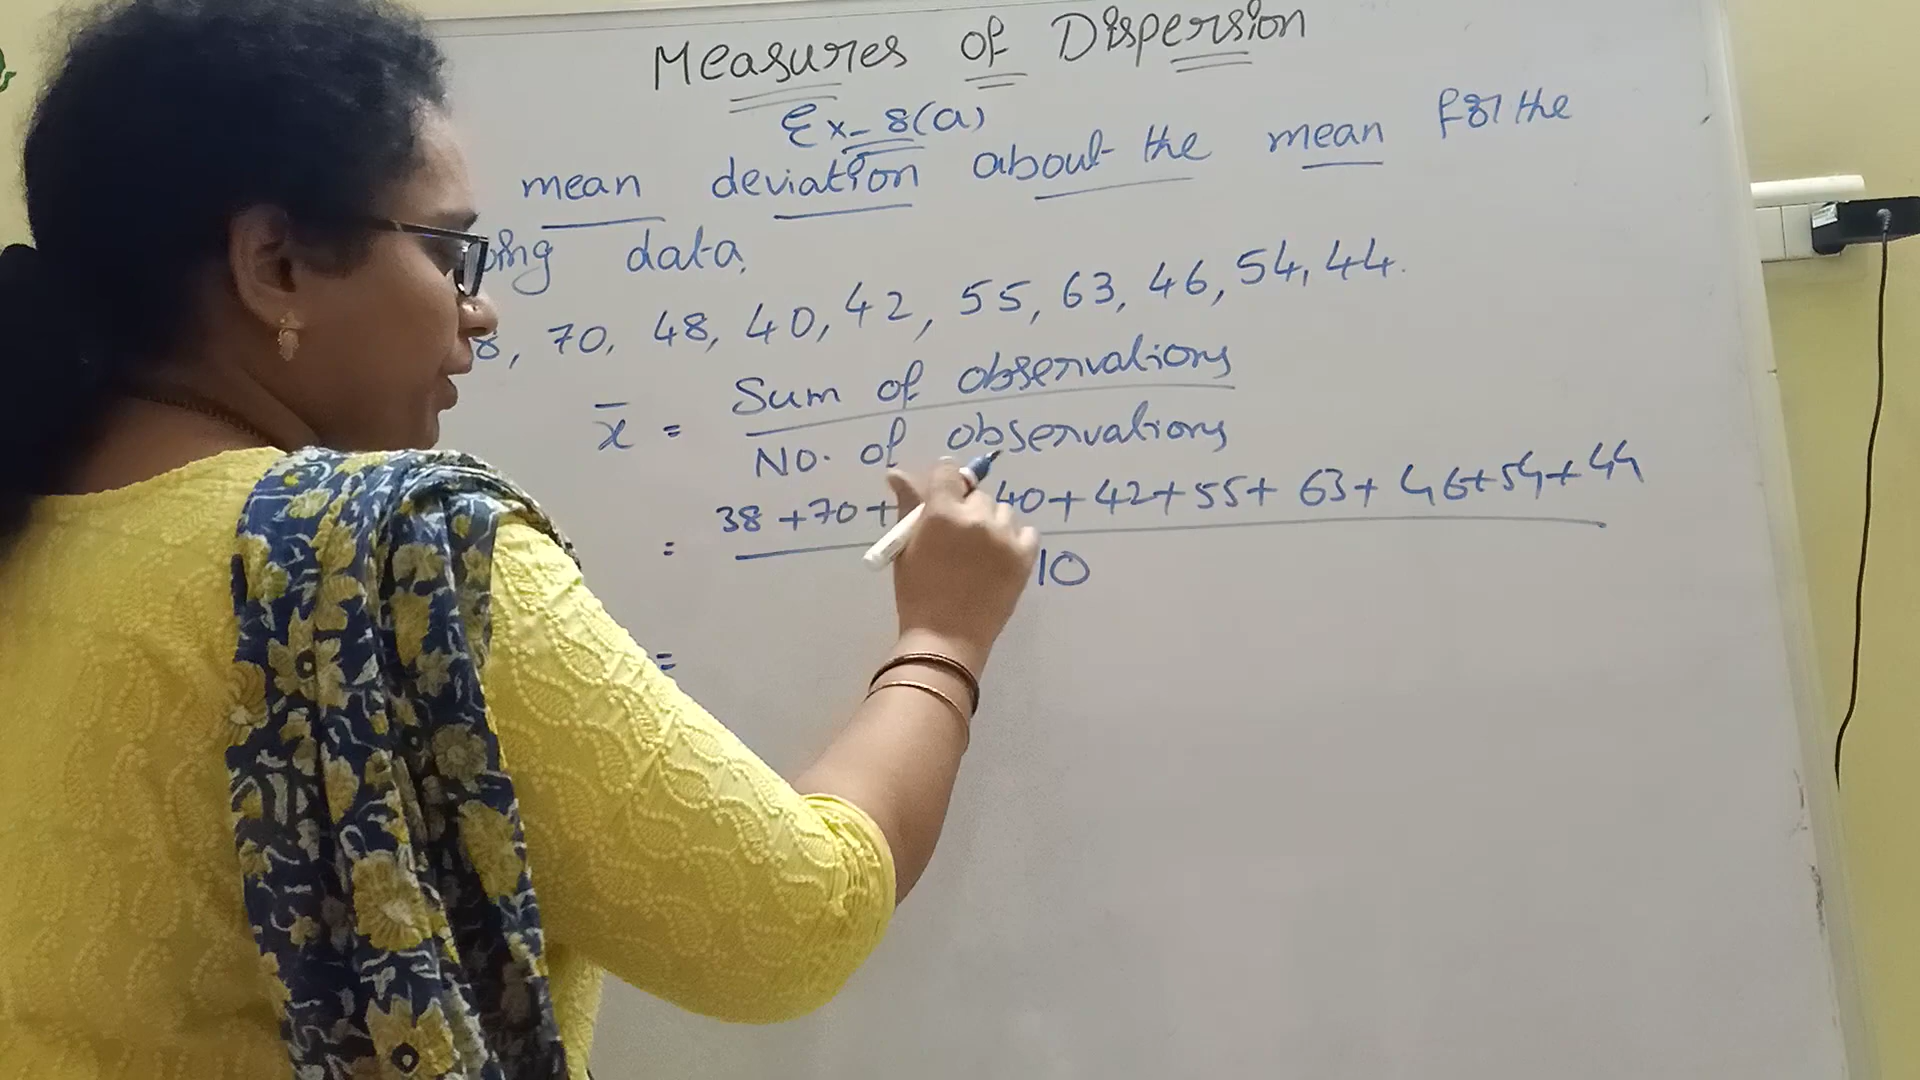 Measures of Dispersion
Ex-8(a)
mean deviation about the mean for the
data.
8, 70, 48, 40, 42, 55, 63, 46, 54, 44.
x̄ = Sum of observations
No. of observations
= 38+70+ 40+42+55+ 63+ 46+54+44
10
=